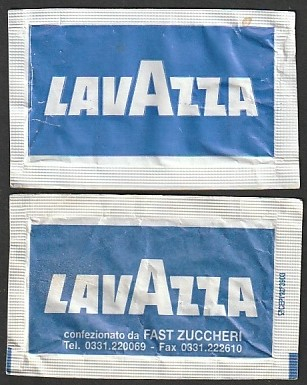 LAVAZZA
LAVAZZA
confezionato da FAST ZUCCHERI
Tel. 0331.220069 - Fax 0331.222610